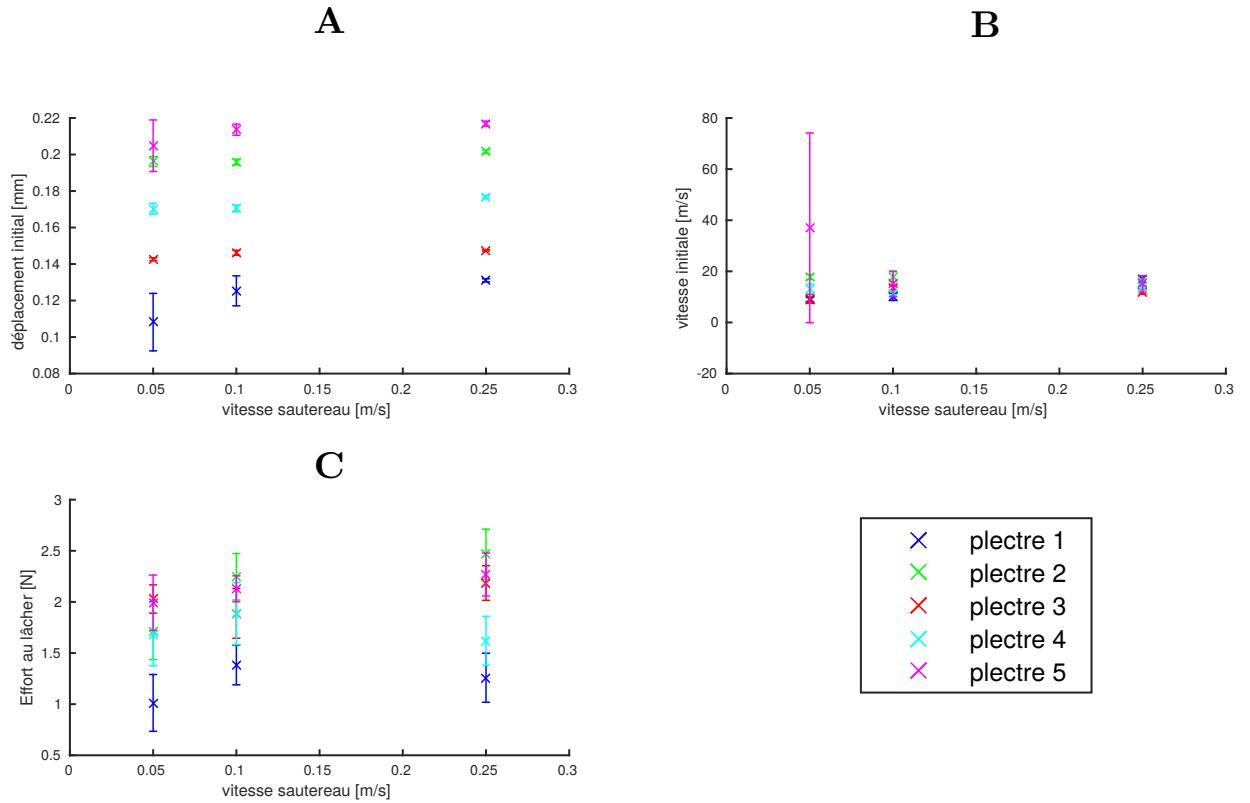 A
déplacement initial [mm]
0.22
0.2
0.18
0.16
0.14
0.12
0.1
0.08
0 0.05 0.1 0.15 0.2 0.25 0.3
vitesse sautereau [m/s]
B
vitesse initiale [m/s]
80
60
40
20
0
-20
0 0.05 0.1 0.15 0.2 0.25 0.3
vitesse sautereau [m/s]
C
Effort au lâcher [N]
3
2.5
2
1.5
1
0.5
0 0.05 0.1 0.15 0.2 0.25 0.3
vitesse sautereau [m/s]
plectre 1
plectre 2
plectre 3
plectre 4
plectre 5